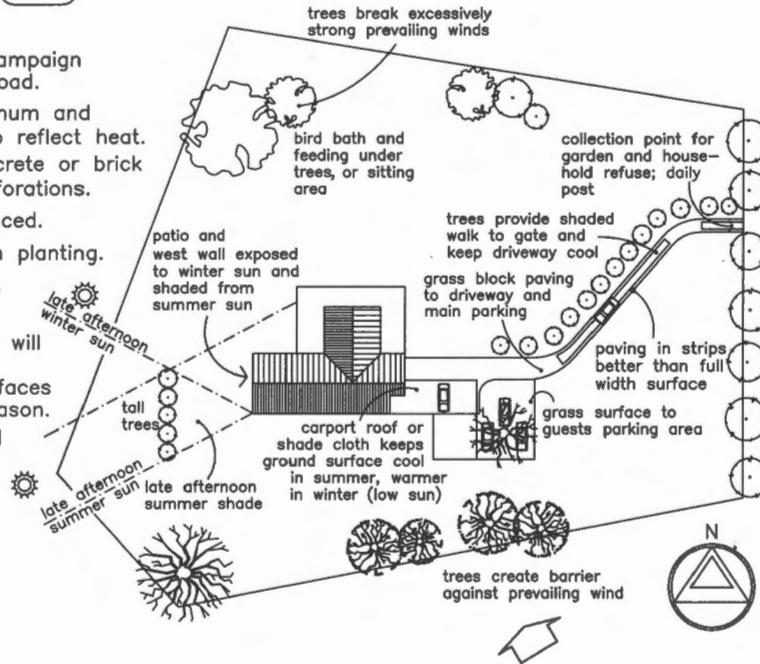 ampaign
oad.
num and
o reflect heat.
crete or brick
forations.
ced.
n planting.
will
faces
ason.
trees break excessively
strong prevailing winds
bird bath and
feeding under
trees, or sitting
area
collection point for
garden and house-
hold refuse; daily
post
trees provide shaded
walk to gate and
keep driveway cool
patio and
west wall exposed
to winter sun and
shaded from
summer sun
grass block paving
to driveway and
main parking
late afternoon
winter sun
paving in strips
better than full
width surface
tall
trees
carport roof or
shade cloth keeps
ground surface cool
in summer, warmer
in winter (low sun)
grass surface to
guests parking area
late afternoon
summer sun
late afternoon
summer shade
trees create barrier
against prevailing wind
N